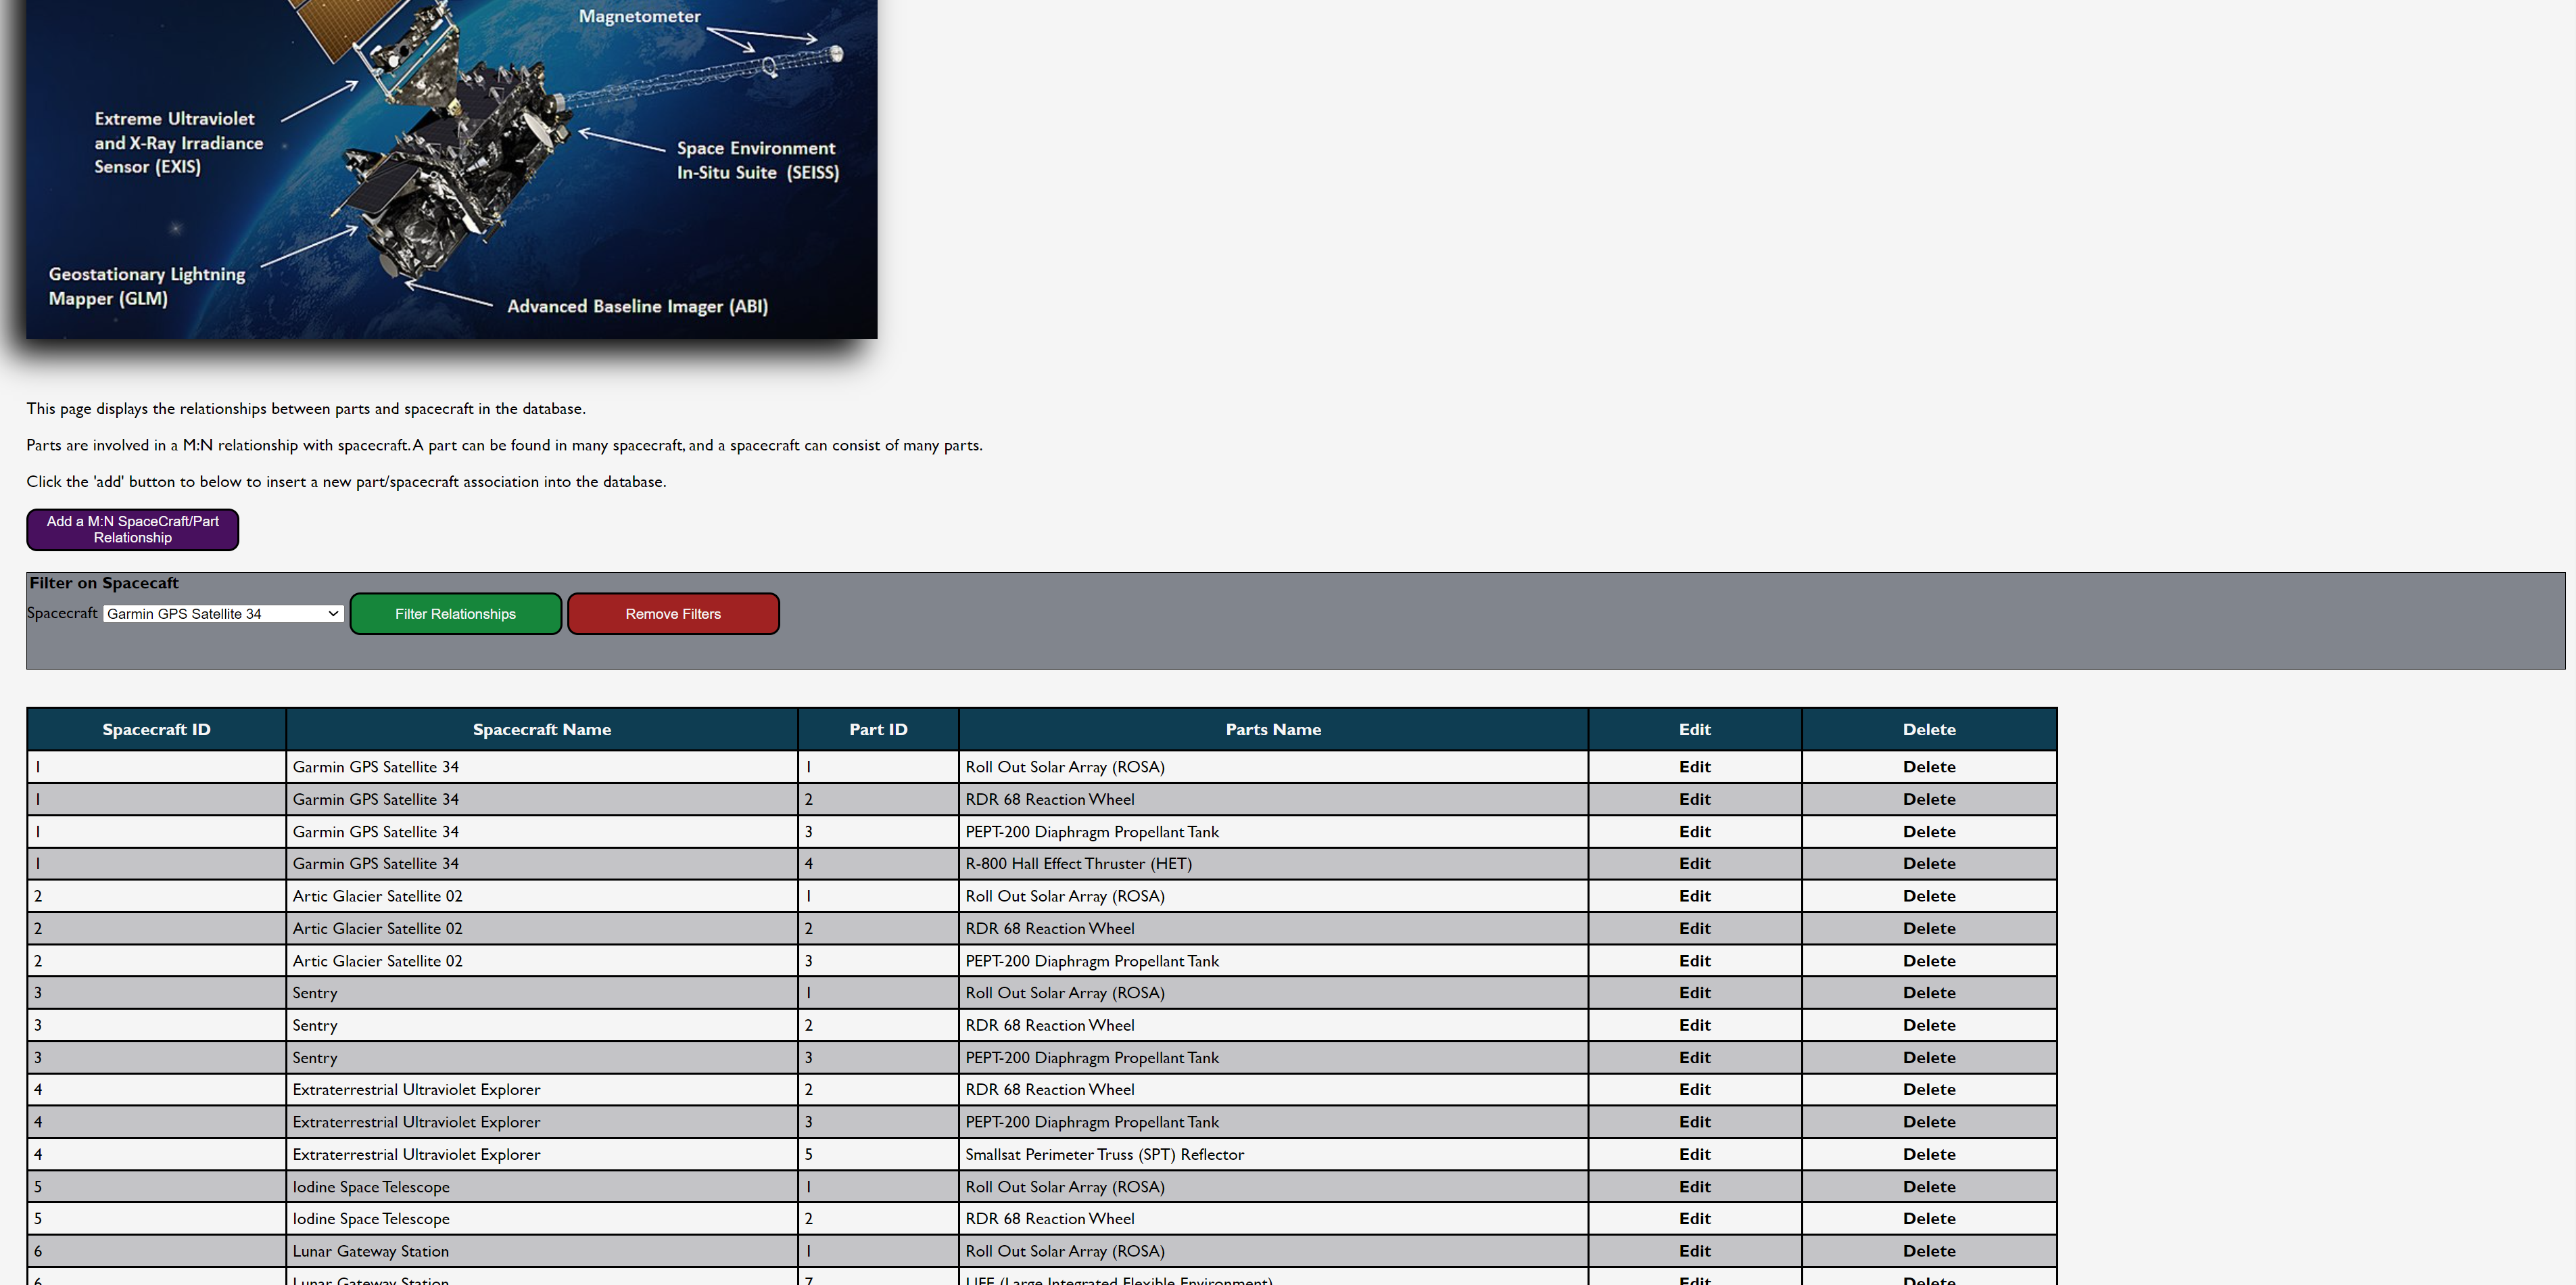 Magnetometer
Extreme Ultraviolet
and X-Ray Irradiance
Sensor (EXIS)
Space Environment
In-Situ Suite (SEISS)
Geostationary Lightning
Mapper (GLM)
Advanced Baseline Imager (ABI)
This page displays the relationships between parts and spacecraft in the database.
Parts are involved in a M:N relationship with spacecraft. A part can be found in many spacecraft, and a spacecraft can consist of many parts.
Click the 'add' button to below to insert a new part/spacecraft association into the database.
Add a M:N SpaceCraft/Part
Relationship
Filter on Spacecaft
Spacecraft Garmin GPS Satellite 34 Filter Relationships Remove Filters
Spacecraft ID Spacecraft Name Part ID Parts Name Edit Delete
1 Garmin GPS Satellite 34 1 Roll Out Solar Array (ROSA) Edit Delete
1 Garmin GPS Satellite 34 2 RDR 68 Reaction Wheel Edit Delete
1 Garmin GPS Satellite 34 3 PEPT-200 Diaphragm Propellant Tank Edit Delete
1 Garmin GPS Satellite 34 4 R-800 Hall Effect Thruster (HET) Edit Delete
2 Artic Glacier Satellite 02 1 Roll Out Solar Array (ROSA) Edit Delete
2 Artic Glacier Satellite 02 2 RDR 68 Reaction Wheel Edit Delete
2 Artic Glacier Satellite 02 3 PEPT-200 Diaphragm Propellant Tank Edit Delete
3 Sentry 1 Roll Out Solar Array (ROSA) Edit Delete
3 Sentry 2 RDR 68 Reaction Wheel Edit Delete
3 Sentry 3 PEPT-200 Diaphragm Propellant Tank Edit Delete
4 Extraterrestrial Ultraviolet Explorer 2 RDR 68 Reaction Wheel Edit Delete
4 Extraterrestrial Ultraviolet Explorer 3 PEPT-200 Diaphragm Propellant Tank Edit Delete
4 Extraterrestrial Ultraviolet Explorer 5 Smallsat Perimeter Truss (SPT) Reflector Edit Delete
5 Iodine Space Telescope 1 Roll Out Solar Array (ROSA) Edit Delete
5 Iodine Space Telescope 2 RDR 68 Reaction Wheel Edit Delete
6 Lunar Gateway Station 1 Roll Out Solar Array (ROSA) Edit Delete
6 Lunar Gateway Station 7 LIFE (Large Integrated Flexible Environment) Edit Delete